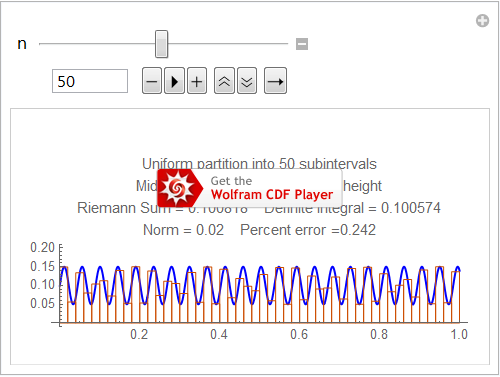 n
50
Uniform partition into 50 subintervals
Get the
Wolfram CDF Player
height
Riemann Sum = 0.100818 Definite Integral = 0.100574
Norm = 0.02 Percent error =0.242
0.20
0.15
0.10
0.05
0.2 0.4 0.6 0.8 1.0